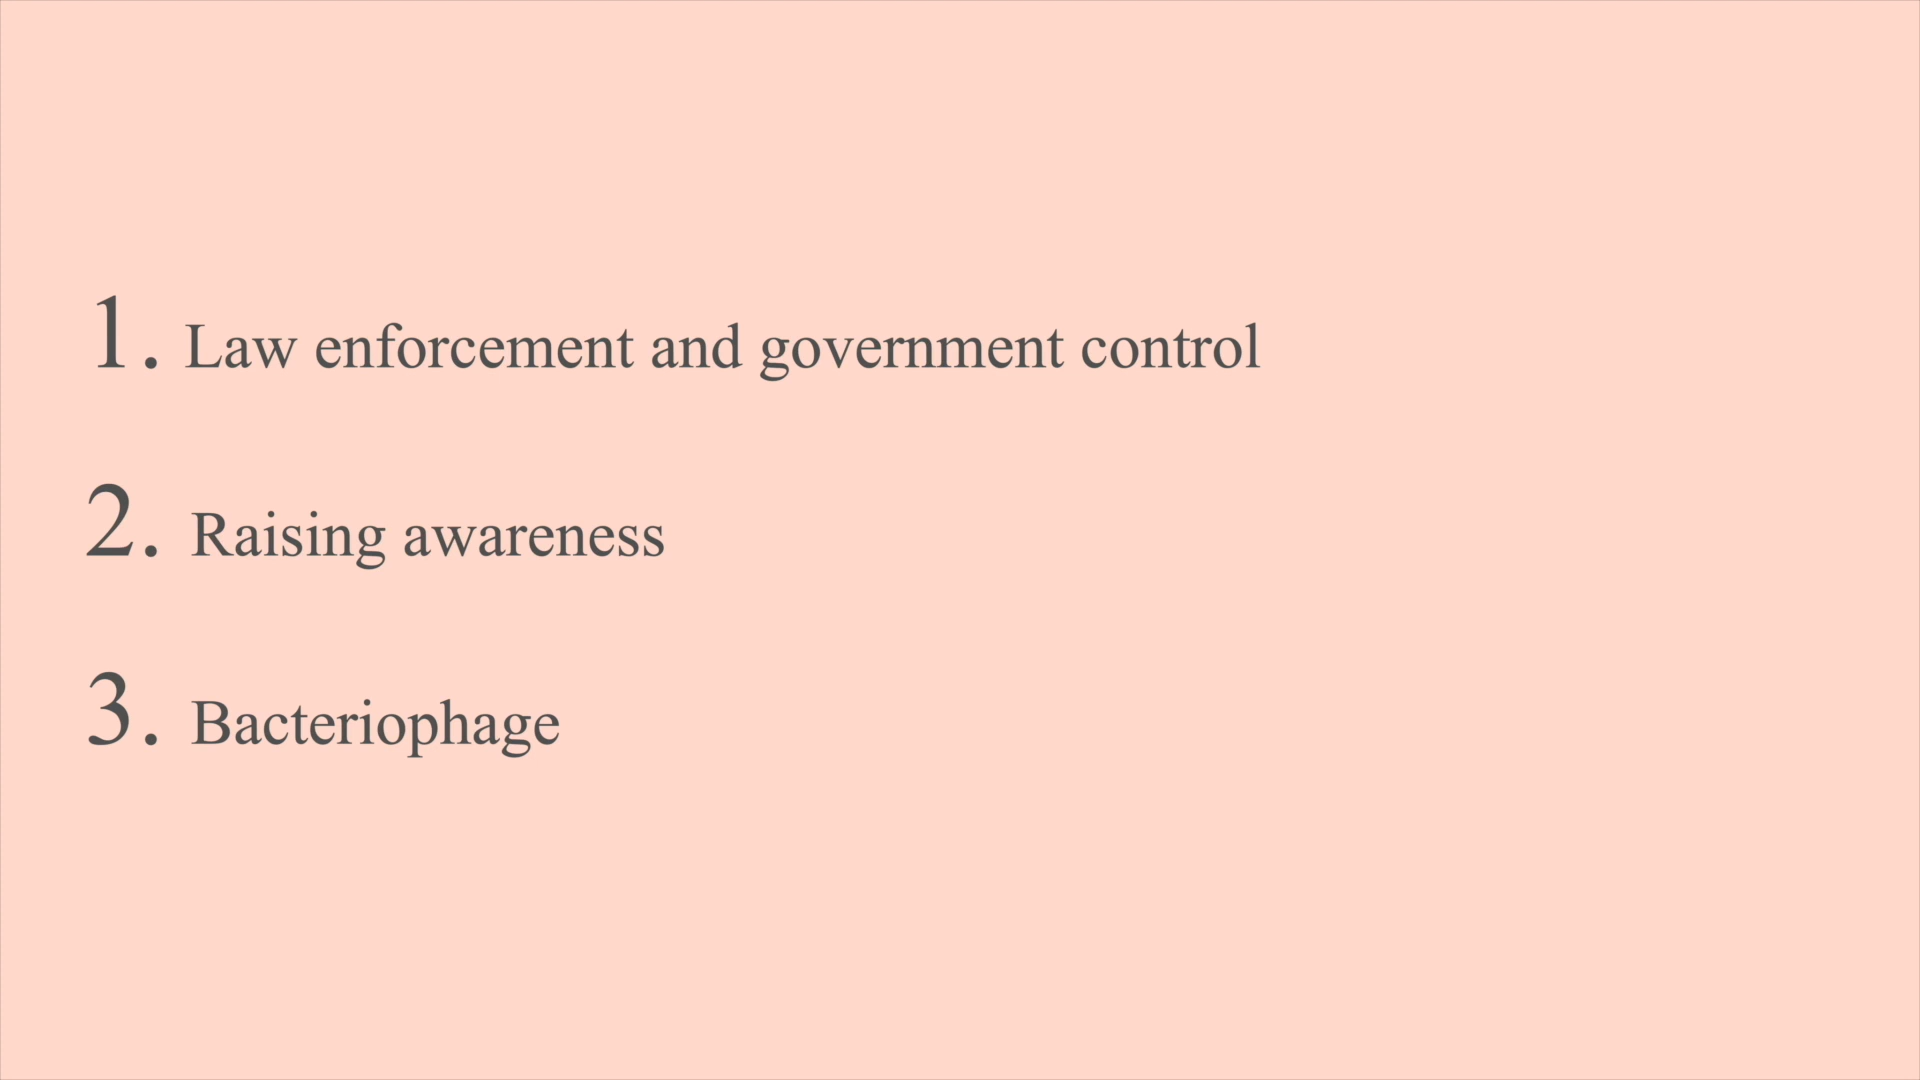 1. Law enforcement and government control
2. Raising awareness
3. Bacteriophage